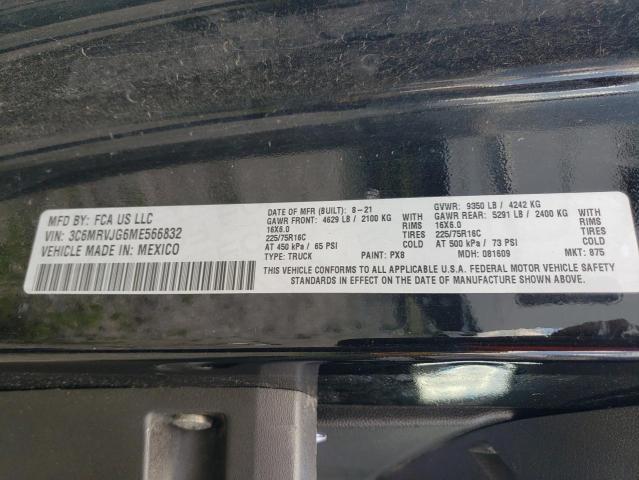 MFD BY: FCA US LLC
VIN: 3C6MRVJG6ME566832
VEHICLE MADE IN: MEXICO
DATE OF MFR (BUILT): 8-21
GAWR FRONT: 4629 LB / 2100 KG
16X6.0 WITH RIMS
225/75R16C TIRES
AT 450 kPa / 65 PSI COLD
TYPE: TRUCK PAINT: PX8
GVWR: 9350 LB / 4242 KG
GAWR REAR: 5291 LB / 2400 KG
16X6.0 WITH RIMS
225/75R16C TIRES
AT 500 kPa / 73 PSI COLD
MDH: 081609 MKT: 875
THIS VEHICLE CONFORMS TO ALL APPLICABLE U.S.A. FEDERAL MOTOR VEHICLE SAFETY
STANDARDS IN EFFECT ON THE DATE OF MANUFACTURE SHOWN ABOVE.